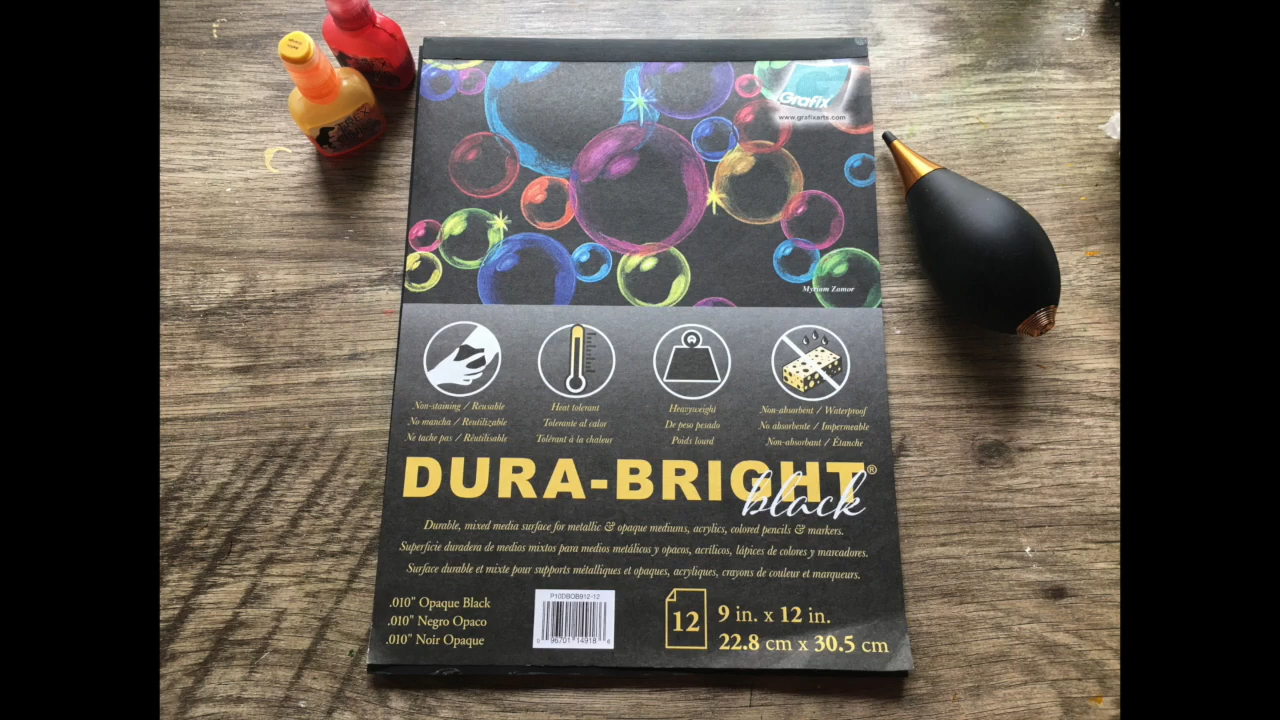 Grafix
www.grafixarts.com
Myriam Zamor
Non-staining / Reusable
No mancha / Reutilizable
Ne tache pas / Réutilisable
Heat tolerant
Tolerante al calor
Tolérant à la chaleur
Heavyweight
De peso pesado
Poids lourd
Non-absorbent / Waterproof
No absorbente / Impermeable
Non-absorbant / Étanche
DURA-BRIGHT®
black
Durable, mixed media surface for metallic & opaque mediums, acrylics, colored pencils & markers.
Superficie duradera de medios mixtos para medios metálicos y opacos, acrílicos, lápices de colores y marcadores.
Surface durable et mixte pour supports métalliques et opaques, acryliques, crayons de couleur et marqueurs.
.010" Opaque Black
.010" Negro Opaco
.010" Noir Opaque
P10DBGB912-12
0 96701 14918 6
12
9 in. x 12 in.
22.8 cm x 30.5 cm